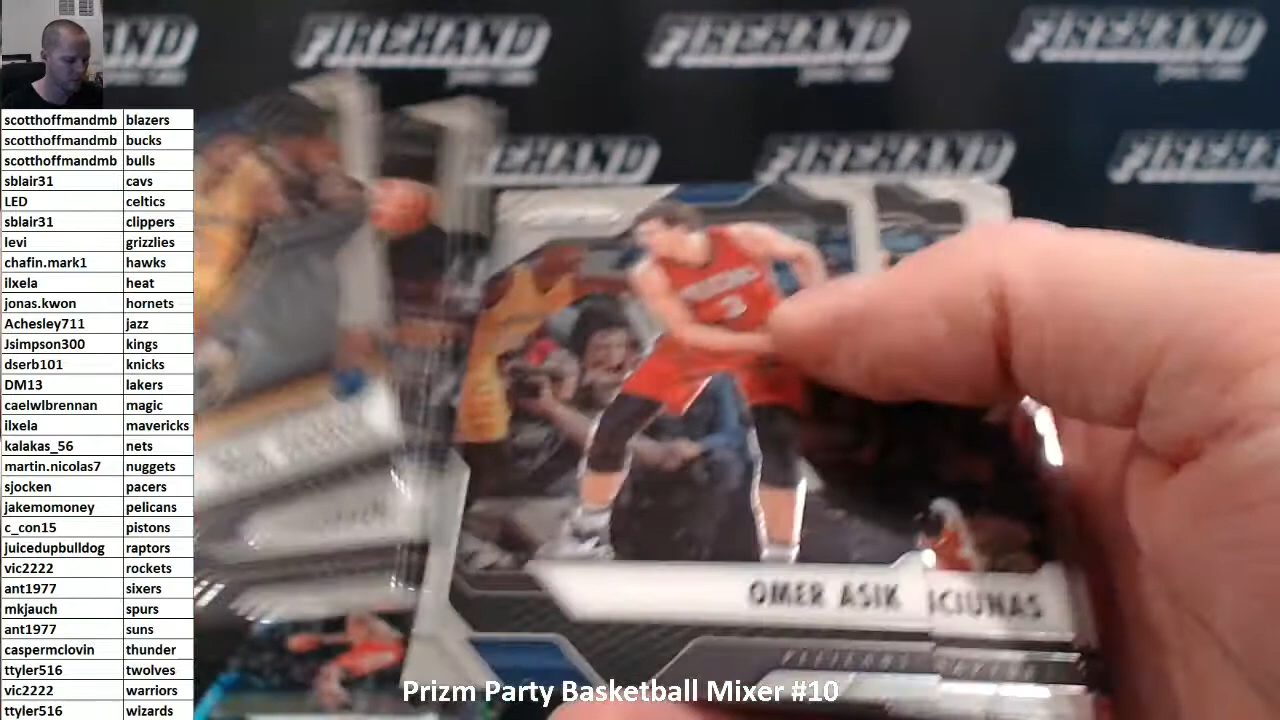 FIREHAND FIREHAND FIREHAND
FIREHAND FIREHAND FIREHAND
scotthoffmandmb blazers
scotthoffmandmb bucks
scotthoffmandmb bulls
sblair31 cavs
LED celtics
sblair31 clippers
levi grizzlies
chafin.mark1 hawks
ilxela heat
jonas.kwon hornets
Achesley711 jazz
Jsimpson300 kings
dserb101 knicks
DM13 lakers
caelwlbrennan magic
ilxela mavericks
kalakas_56 nets
martin.nicolas7 nuggets
sjocken pacers
jakemomoney pelicans
c_con15 pistons
juicedupbulldog raptors
vic2222 rockets
ant1977 sixers
mkjauch spurs
ant1977 suns
caspermclovin thunder
ttyler516 twolves
vic2222 warriors
ttyler516 wizards
3
OMER ASIK ICIUNAS
Prizm Party Basketball Mixer #10